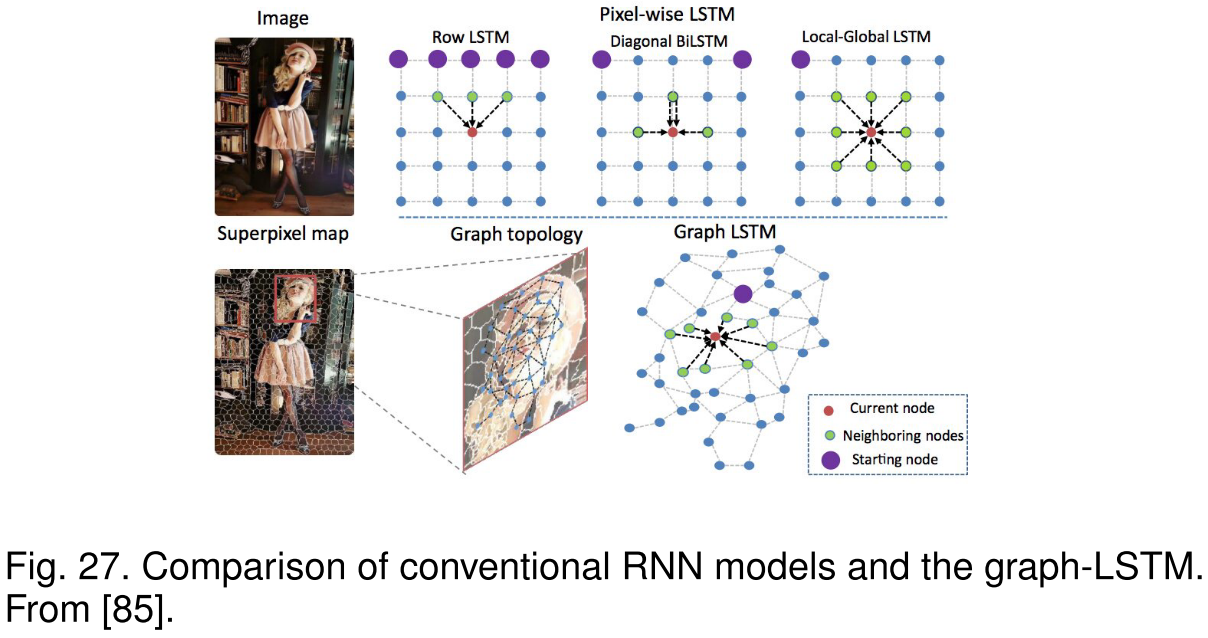 Image
Pixel-wise LSTM
Row LSTM
Diagonal BiLSTM
Local-Global LSTM
Superpixel map
Graph topology
Graph LSTM
Current node
Neighboring nodes
Starting node
Fig. 27. Comparison of conventional RNN models and the graph-LSTM.
From [85].